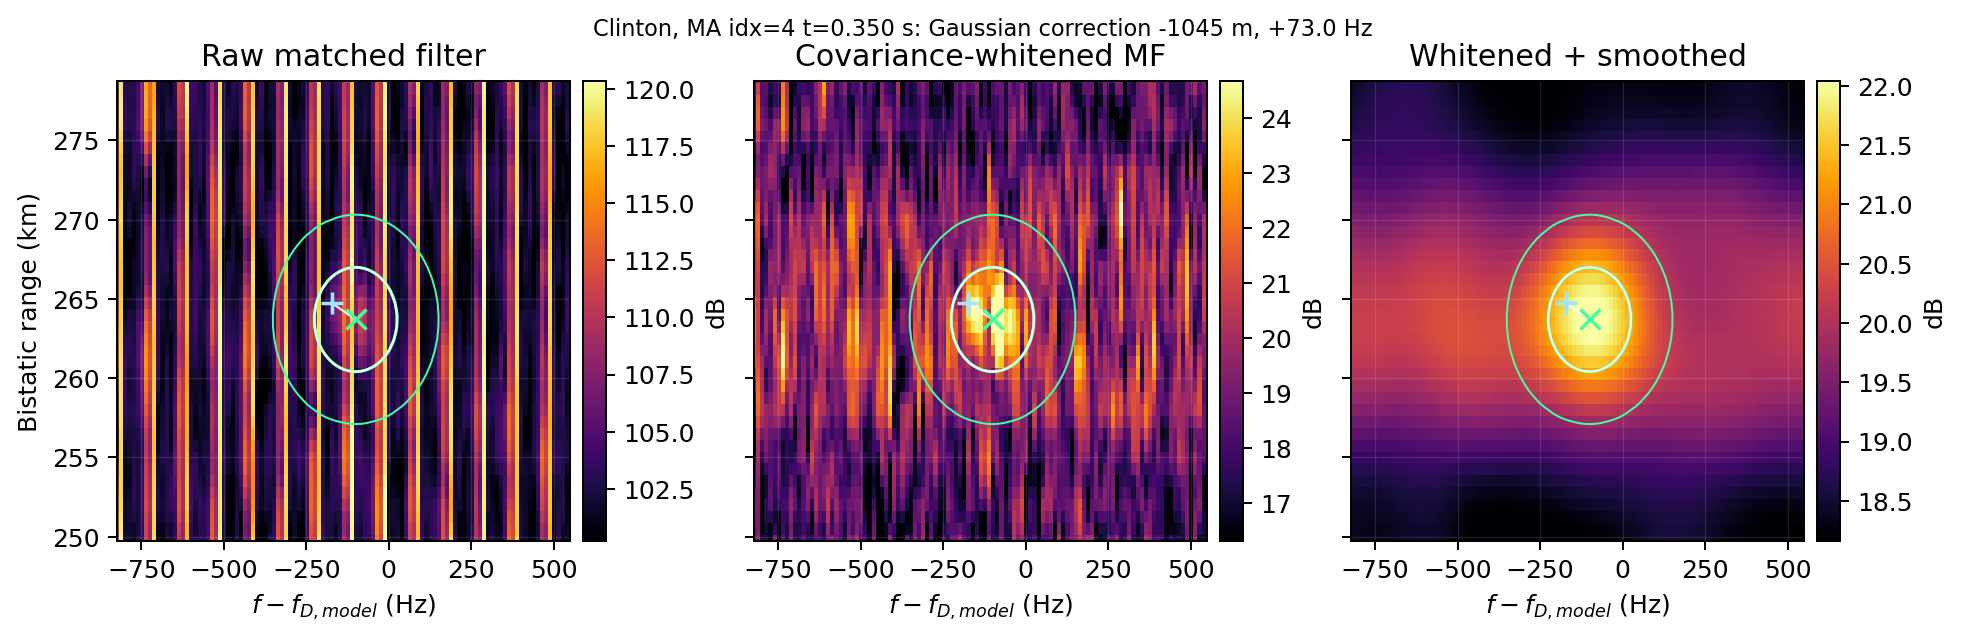 Clinton, MA idx=4 t=0.350 s: Gaussian correction -1045 m, +73.0 Hz
Raw matched filter
Covariance-whitened MF
Whitened + smoothed
Bistatic range (km)
275
270
265
260
255
250
−750 −500 −250 0 250 500
f − f_{D, model} (Hz)
120.0
117.5
115.0
112.5
110.0
107.5
105.0
102.5
dB
−750 −500 −250 0 250 500
f − f_{D, model} (Hz)
24
23
22
21
20
19
18
17
dB
−750 −500 −250 0 250 500
f − f_{D, model} (Hz)
22.0
21.5
21.0
20.5
20.0
19.5
19.0
18.5
dB